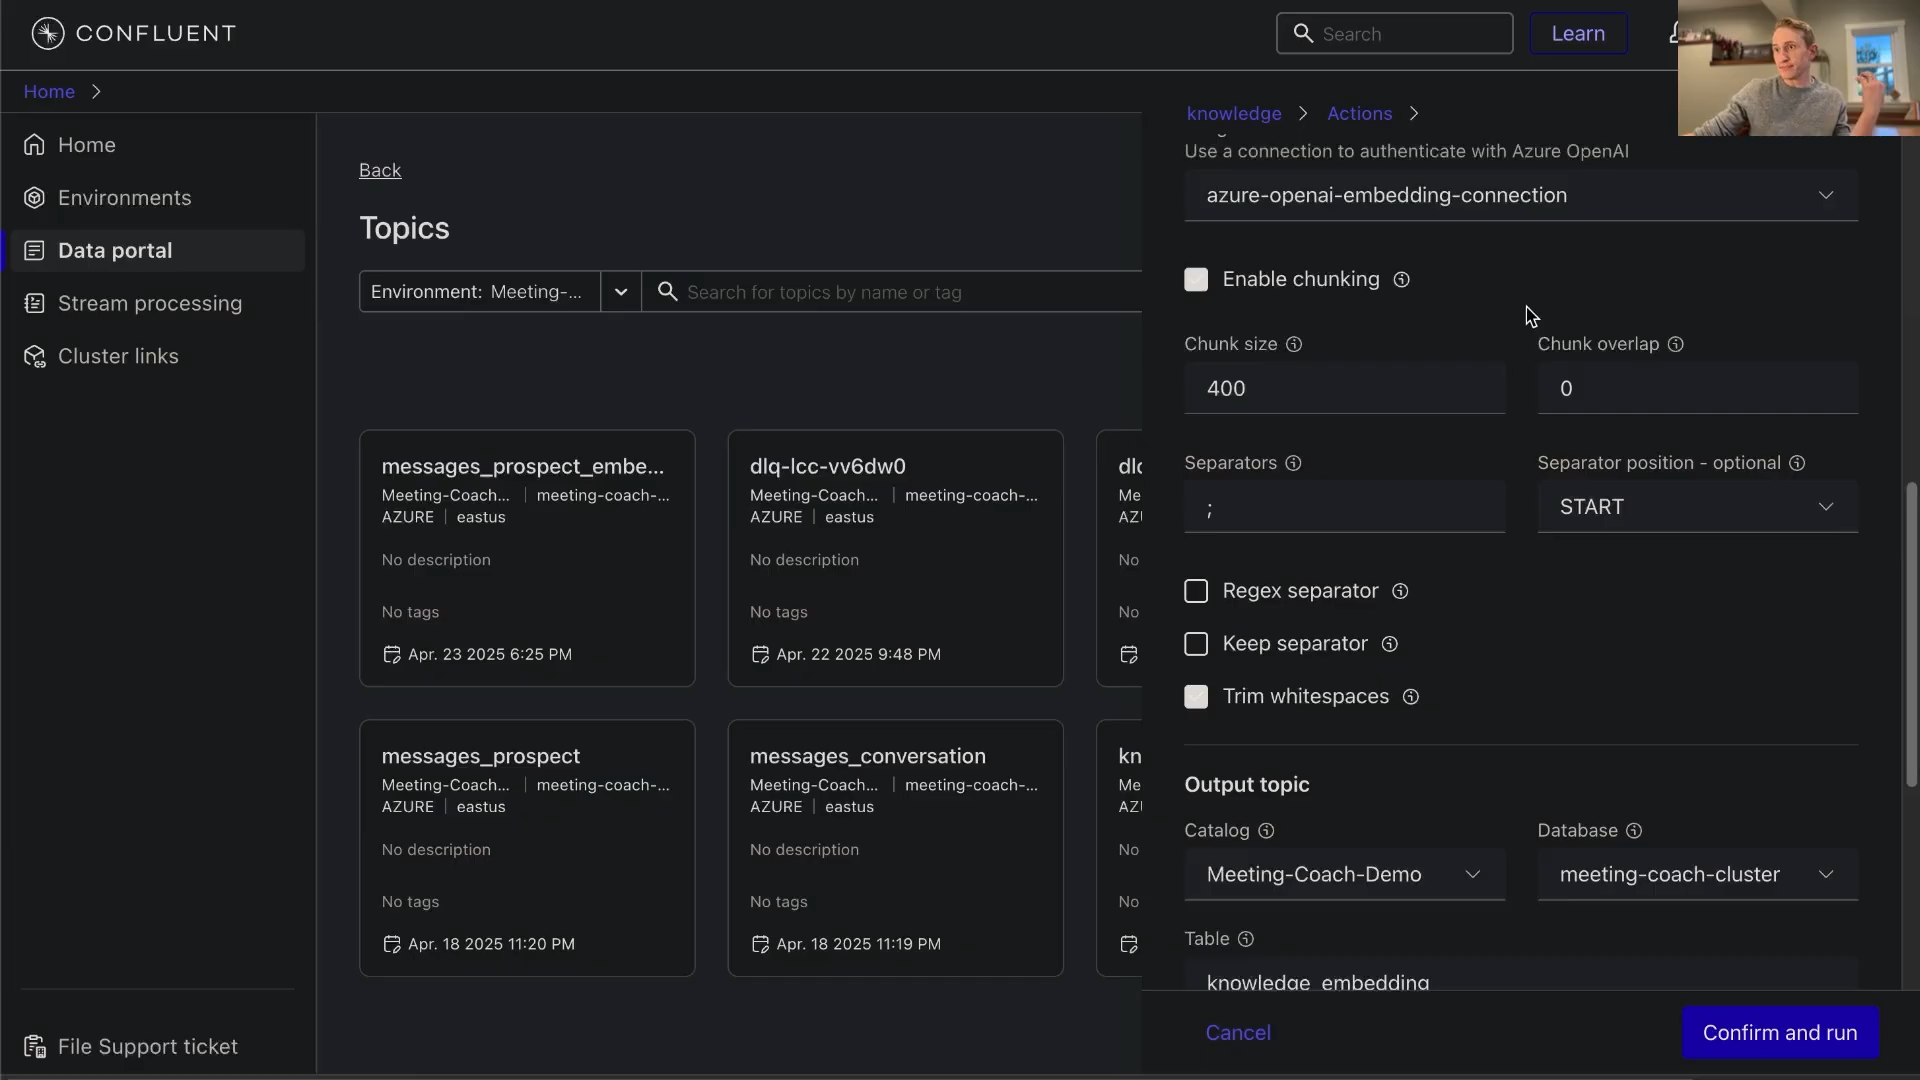 CONFLUENT
Search
Learn
Home
Home
Environments
Data portal
Stream processing
Cluster links
File Support ticket
Back
Topics
Environment: Meeting-...
Search for topics by name or tag
messages_prospect_embe...
Meeting-Coach... | meeting-coach-...
AZURE | eastus
No description
No tags
Apr. 23 2025 6:25 PM
dlq-lcc-vv6dw0
Meeting-Coach... | meeting-coach-...
AZURE | eastus
No description
No tags
Apr. 22 2025 9:48 PM
Me
No
No
messages_prospect
Meeting-Coach... | meeting-coach-...
AZURE | eastus
No description
No tags
Apr. 18 2025 11:20 PM
messages_conversation
Meeting-Coach... | meeting-coach-...
AZURE | eastus
No description
No tags
Apr. 18 2025 11:19 PM
kn
Me
No
No
knowledge > Actions >
Use a connection to authenticate with Azure OpenAI
azure-openai-embedding-connection
Enable chunking
Chunk size
400
Chunk overlap
0
Separators
;
Separator position - optional
START
Regex separator
Keep separator
Trim whitespaces
Output topic
Catalog
Meeting-Coach-Demo
Database
meeting-coach-cluster
Table
knowledge_embedding
Cancel
Confirm and run